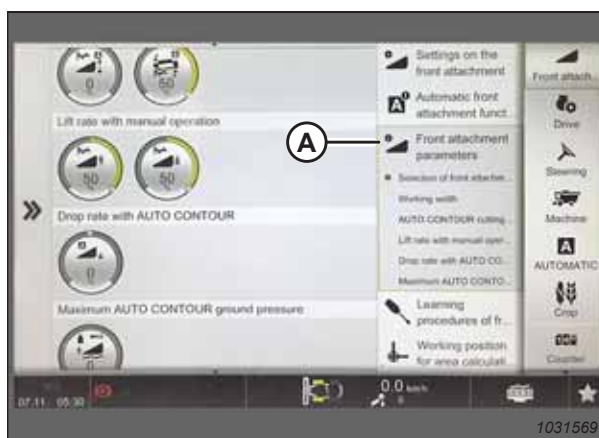 0
50
Lift rate with manual operation
50
50
Drop rate with AUTO CONTOUR
0
Maximum AUTO CONTOUR ground pressure
Settings on the
front attachment
Automatic front
attachment funct.
A
Front attachment
parameters
Selection of front attachm...
Working width
AUTO CONTOUR cutting...
Lift rate with manual oper...
Drop rate with AUTO CO...
Maximum AUTO CONTO...
Learning
procedures of fr...
Working position
for area calculati...
Front attach...
Drive
Steering
Machine
A
AUTOMATIC
Crop
Counter
07.11. 05:30
0.0 km/h
1031569